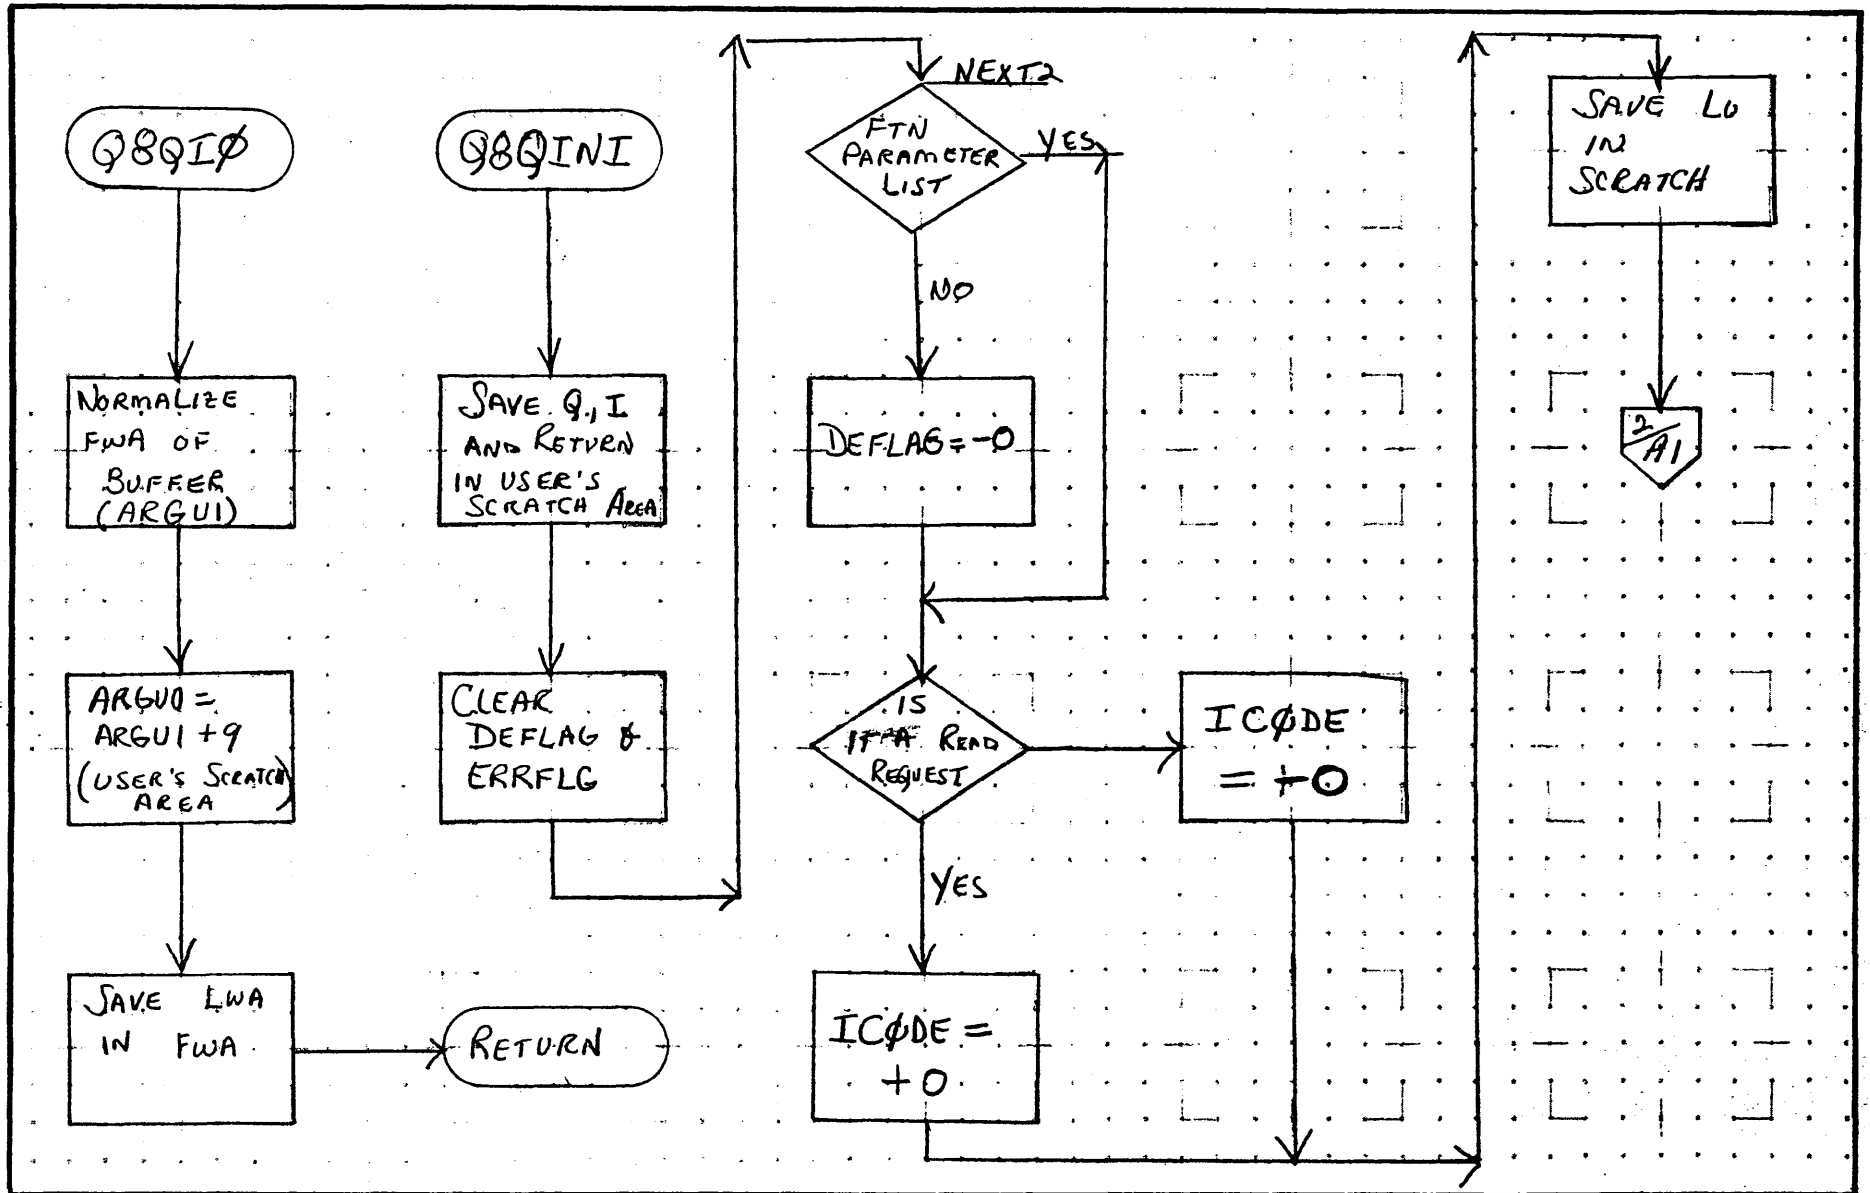 Q8QIØ
NORMALIZE
FWA OF
BUFFER
(ARGU1)
ARGU0 =
ARGU1 + 9
(USER'S SCRATCH)
AREA
SAVE LWA
IN FWA
RETURN
Q8QINI
SAVE Q, I
AND RETURN
IN USER'S
SCRATCH AREA
CLEAR
DEFLAG &
ERRFLG
NEXT2
FTN
PARAMETER
LIST
YES
NO
DEFLAG = -0
IS
IT A READ
REQUEST
YES
ICØDE =
+0
ICØDE
= +0
SAVE LU
IN
SCRATCH
2
A1